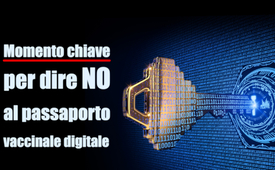 Momento chiave
per dire NO
al passaporto
vaccinale digitale